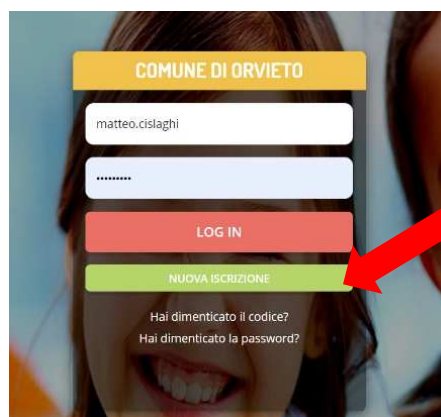 COMUNE DI ORVIETO
matteo.cislaghi
•••••••••
LOG IN
NUOVA ISCRIZIONE
Hai dimenticato il codice?
Hai dimenticato la password?